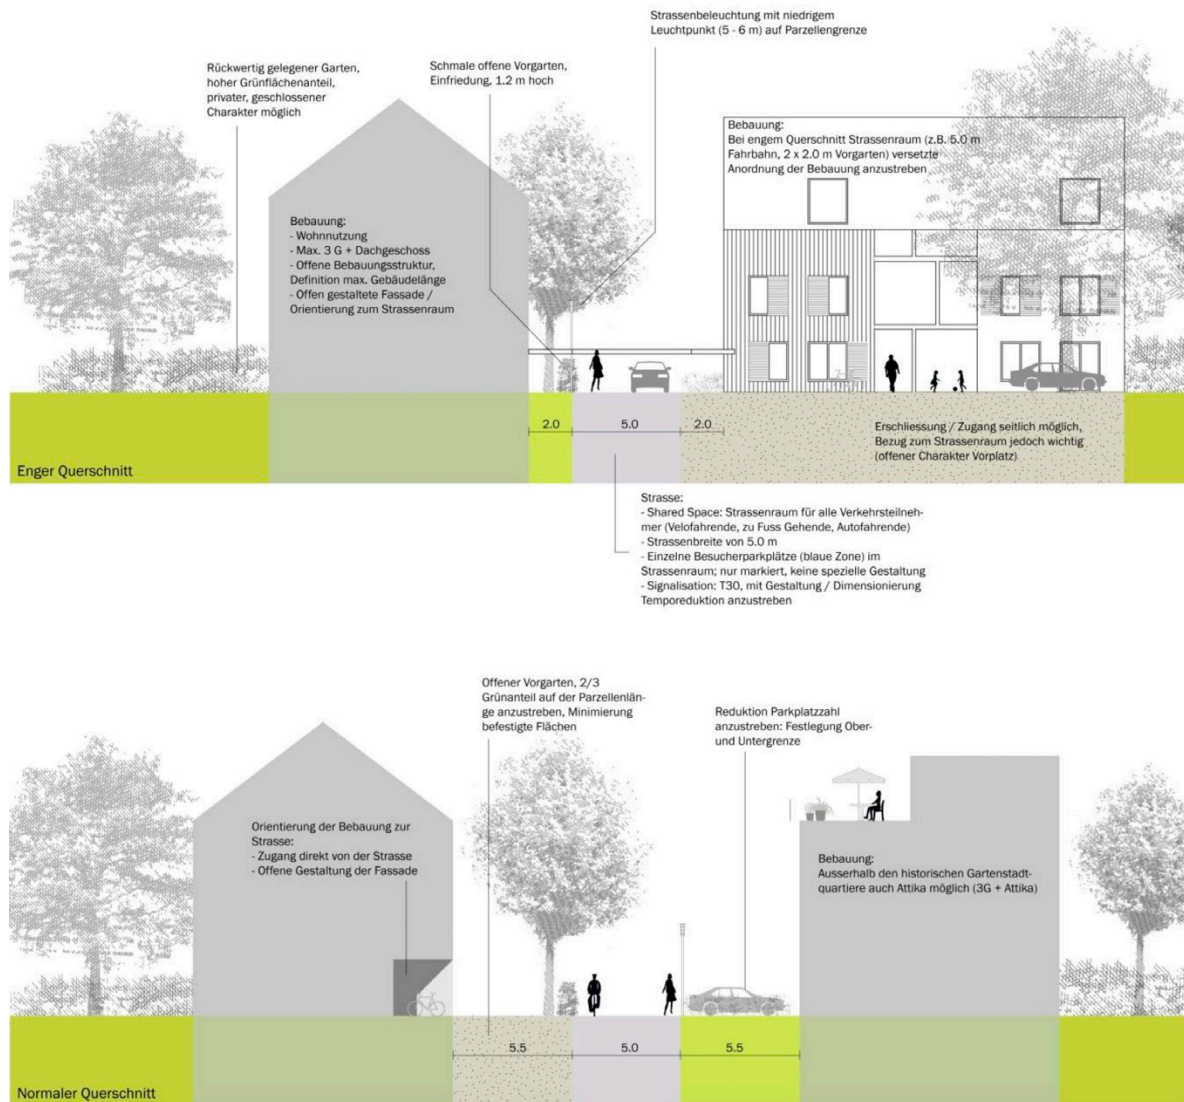 Strassenbeleuchtung mit niedrigem
Leuchtpunkt (5 - 6 m) auf Parzellengrenze
Rückwertig gelegener Garten,
hoher Grünflächenanteil,
privater, geschlossener
Charakter möglich
Schmale offene Vorgarten,
Einfriedung, 1.2 m hoch
Bebauung:
Bei engem Querschnitt Strassenraum (z.B. 5.0 m
Fahrbahn, 2 x 2.0 m Vorgarten) versetzte
Anordnung der Bebauung anzustreben
Bebauung:
- Wohnnutzung
- Max. 3 G + Dachgeschoss
- Offene Bebauungsstruktur,
Definition max. Gebäudelänge
- Offen gestaltete Fassade /
Orientierung zum Strassenraum
2.0
5.0
2.0
Erschliessung / Zugang seitlich möglich,
Bezug zum Strassenraum jedoch wichtig
(offener Charakter Vorplatz)
Enger Querschnitt
Strasse:
- Shared Space: Strassenraum für alle Verkehrsteilneh-
mer (Velofahrende, zu Fuss Gehende, Autofahrende)
- Strassenbreite von 5.0 m
- Einzelne Besucherparkplätze (blaue Zone) im
Strassenraum; nur markiert, keine spezielle Gestaltung
- Signalisation: T30, mit Gestaltung / Dimensionierung
Temporeduktion anzustreben
Offener Vorgarten, 2/3
Grünanteil auf der Parzellenlän-
ge anzustreben, Minimierung
befestigte Flächen
Reduktion Parkplatzzahl
anzustreben: Festlegung Ober-
und Untergrenze
Orientierung der Bebauung zur
Strasse:
- Zugang direkt von der Strasse
- Offene Gestaltung der Fassade
Bebauung:
Ausserhalb den historischen Gartenstadt-
quartiere auch Attika möglich (3G + Attika)
5.5
5.0
5.5
Normaler Querschnitt